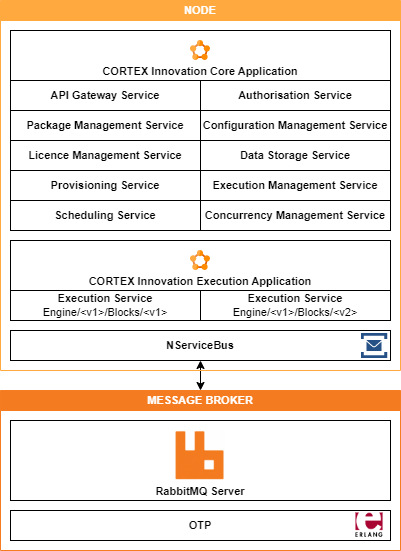 NODE
CORTEX Innovation Core Application
API Gateway Service
Authorisation Service
Package Management Service
Configuration Management Service
Licence Management Service
Data Storage Service
Provisioning Service
Execution Management Service
Scheduling Service
Concurrency Management Service
CORTEX Innovation Execution Application
Execution Service
Engine/<v1>/Blocks/<v1>
Execution Service
Engine/<v1>/Blocks/<v2>
NServiceBus
MESSAGE BROKER
RabbitMQ Server
OTP
e
ERLANG